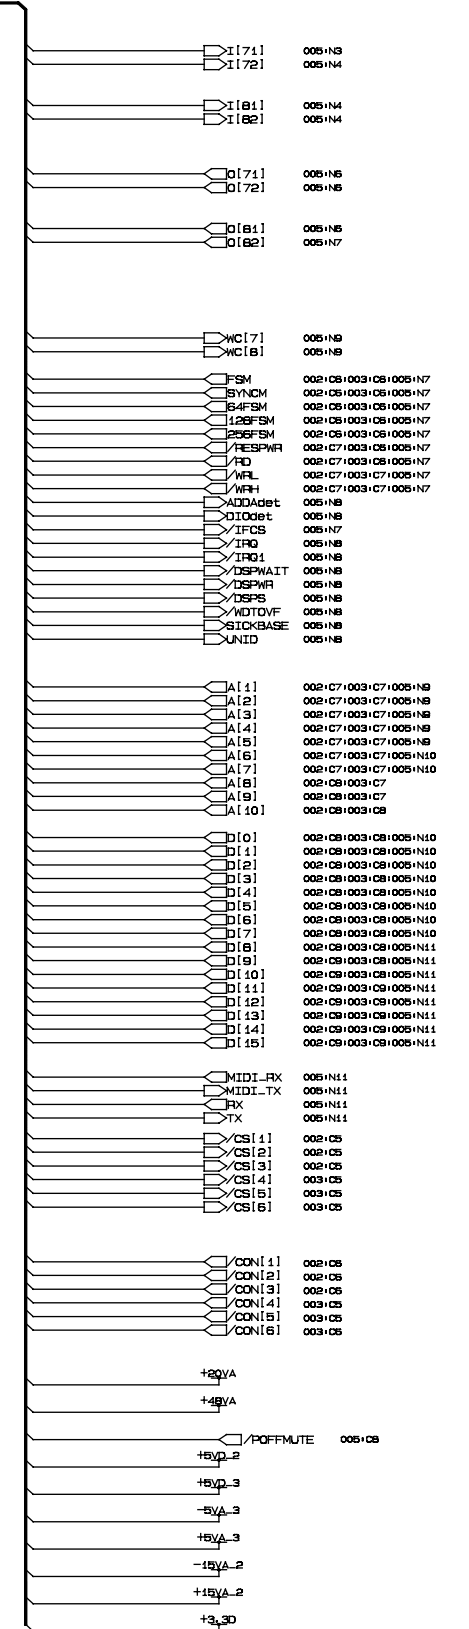 I[71] 005:N3
I[72] 005:N4
I[81] 005:N4
I[82] 005:N4
O[71] 005:N6
O[72] 005:N6
O[81] 005:N6
O[82] 005:N7
WC[7] 005:N9
WC[8] 005:N9
FSM 002:C6:003:C6:005:N7
SYNCM 002:C6:003:C6:005:N7
64FSM 002:C6:003:C6:005:N7
128FSM 002:C6:003:C6:005:N7
256FSM 002:C6:003:C6:005:N7
/RESPWR 002:C7:003:C6:005:N7
/RD 002:C7:003:C6:005:N7
/WRL 002:C7:003:C7:005:N7
/WRH 002:C7:003:C7:005:N7
ADDAdet 005:N8
DIOdet 005:N8
/IFCS 005:N7
/IRQ 005:N8
/IRQ1 005:N8
/DSPWAIT 005:N8
/DSPWR 005:N8
/DSPS 005:N8
/WDTOVF 005:N8
SICKBASE 005:N8
UNID 005:N8
A[1] 002:C7:003:C7:005:N9
A[2] 002:C7:003:C7:005:N9
A[3] 002:C7:003:C7:005:N9
A[4] 002:C7:003:C7:005:N9
A[5] 002:C7:003:C7:005:N9
A[6] 002:C7:003:C7:005:N10
A[7] 002:C7:003:C7:005:N10
A[8] 002:C8:003:C7
A[9] 002:C8:003:C7
A[10] 002:C8:003:C8
D[0] 002:C8:003:C8:005:N10
D[1] 002:C8:003:C8:005:N10
D[2] 002:C8:003:C8:005:N10
D[3] 002:C8:003:C8:005:N10
D[4] 002:C8:003:C8:005:N10
D[5] 002:C8:003:C8:005:N10
D[6] 002:C8:003:C8:005:N10
D[7] 002:C8:003:C8:005:N10
D[8] 002:C8:003:C8:005:N11
D[9] 002:C9:003:C8:005:N11
D[10] 002:C9:003:C9:005:N11
D[11] 002:C9:003:C9:005:N11
D[12] 002:C9:003:C9:005:N11
D[13] 002:C9:003:C9:005:N11
D[14] 002:C9:003:C9:005:N11
D[15] 002:C9:003:C9:005:N11
MIDI_RX 005:N11
MIDI_TX 005:N11
RX 005:N11
TX 005:N11
/CS[1] 002:C5
/CS[2] 002:C5
/CS[3] 002:C5
/CS[4] 003:C5
/CS[5] 003:C5
/CS[6] 003:C5
/CON[1] 002:C6
/CON[2] 002:C6
/CON[3] 002:C6
/CON[4] 003:C5
/CON[5] 003:C5
/CON[6] 003:C6
+20VA
+48VA
/POFFMUTE 005:C8
+5VD_2
+5VD_3
-5VA_3
+5VA_3
-15VA_2
+15VA_2
+3.3D